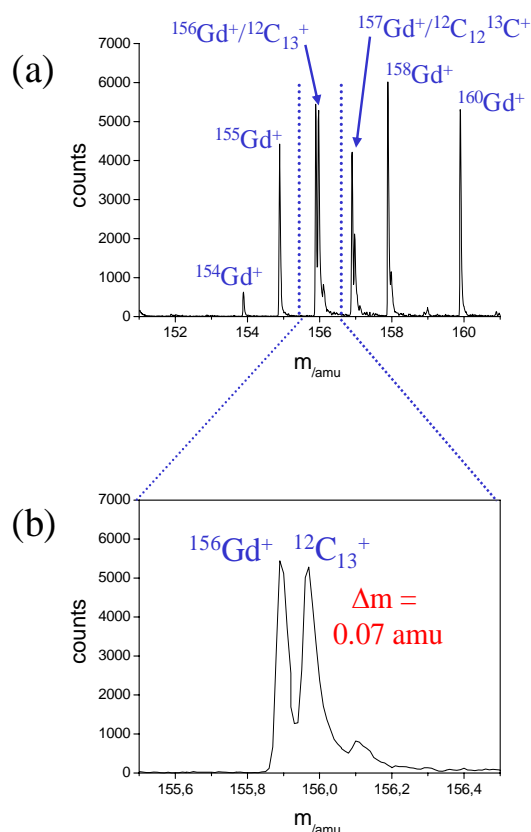 (a)
¹⁵⁶Gd⁺/¹²C₁₃⁺ ¹⁵⁷Gd⁺/¹²C₁₂¹³C⁺
¹⁵⁸Gd⁺
¹⁶⁰Gd⁺
¹⁵⁵Gd⁺
¹⁵⁴Gd⁺
counts
7000
6000
5000
4000
3000
2000
1000
0
152 154 156 158 160
m/amu
(b)
¹⁵⁶Gd⁺ ¹²C₁₃⁺
Δm =
0.07 amu
counts
7000
6000
5000
4000
3000
2000
1000
0
155,6 155,8 156,0 156,2 156,4
m/amu